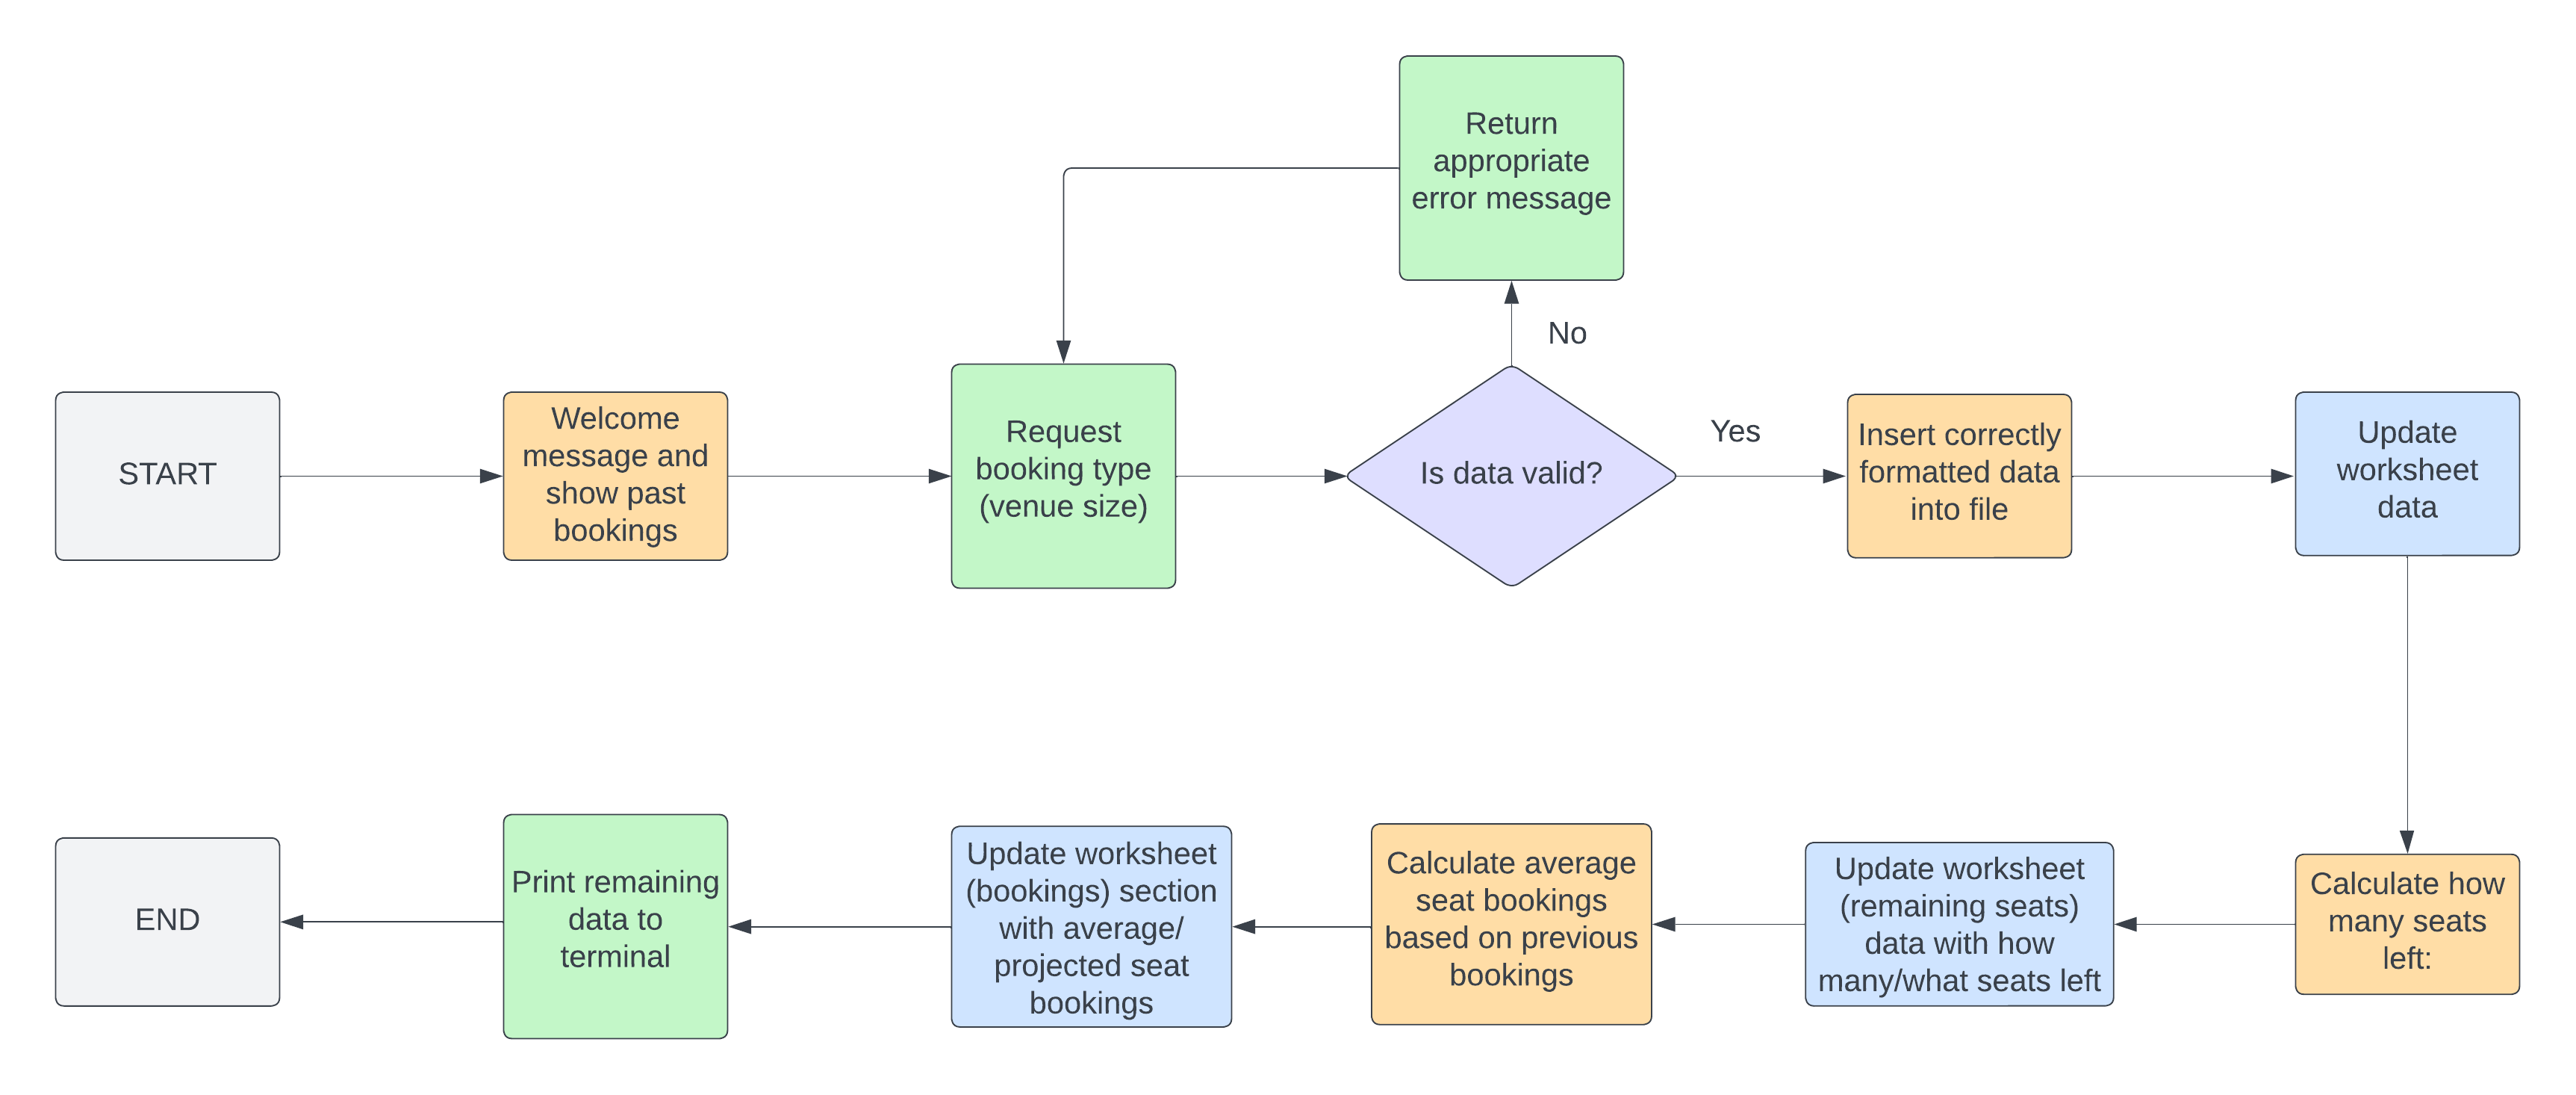 Return
appropriate
error message
No
START
Welcome
message and
show past
bookings
Request
booking type
(venue size)
Is data valid?
Yes
Insert correctly
formatted data
into file
Update
worksheet
data
END
Print remaining
data to
terminal
Update worksheet
(bookings) section
with average/
projected seat
bookings
Calculate average
seat bookings
based on previous
bookings
Update worksheet
(remaining seats)
data with how
many/what seats left
Calculate how
many seats
left: